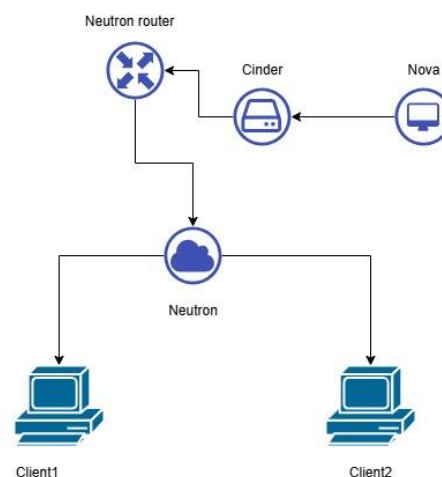 Neutron router
Cinder
Nova
Neutron
Client1
Client2